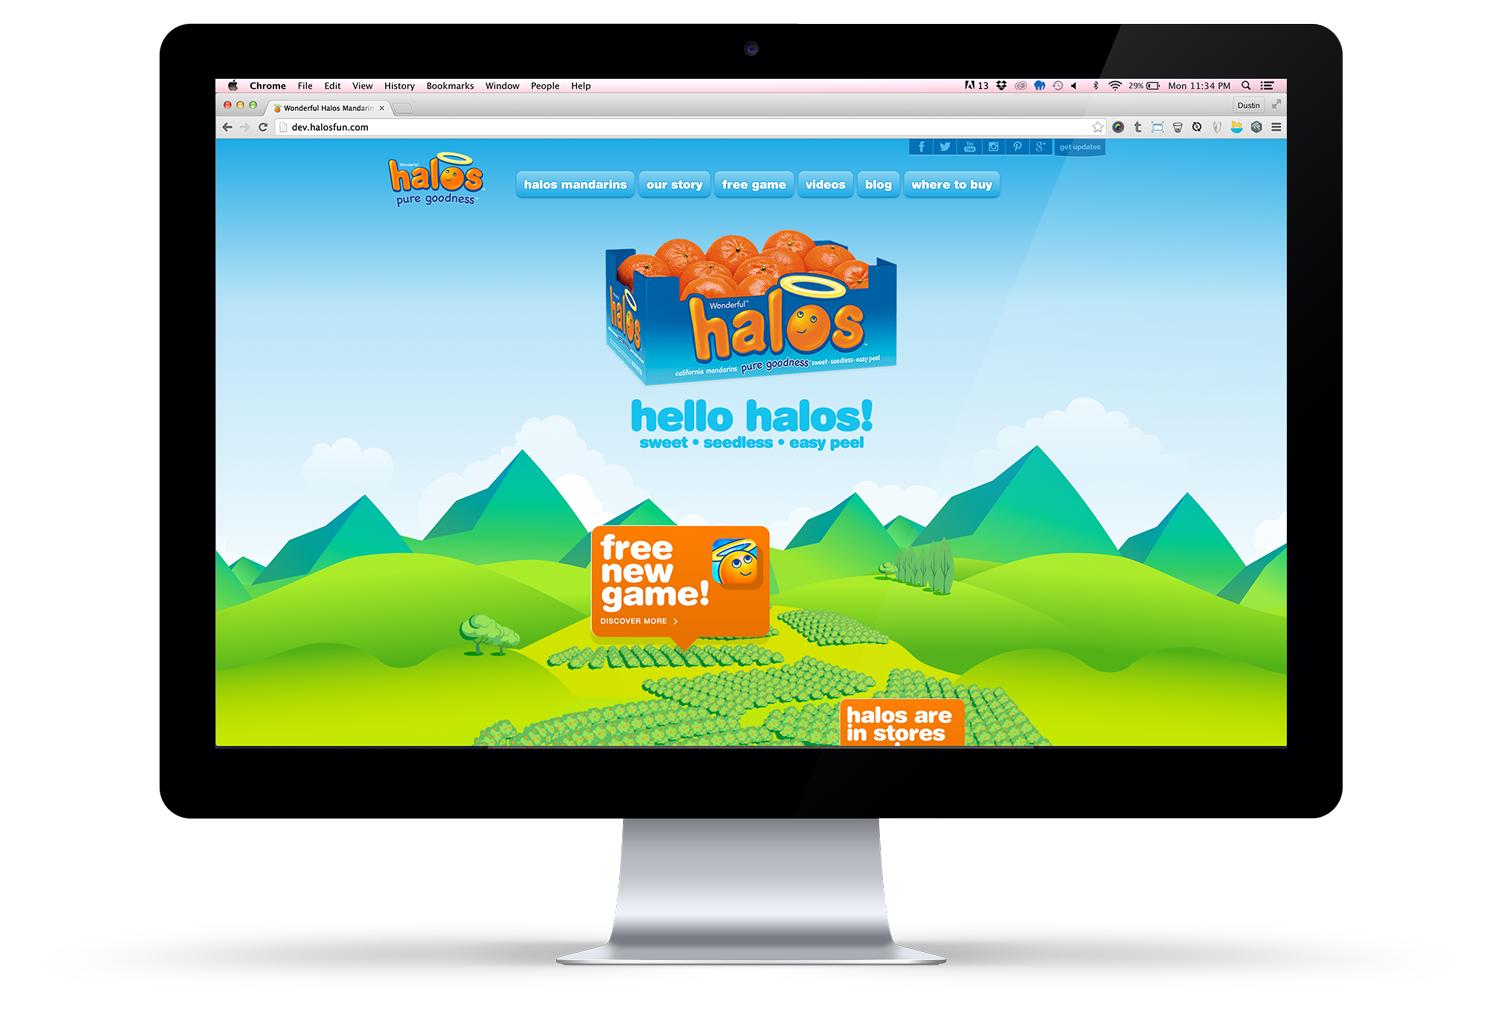 Chrome File Edit View History Bookmarks Window People Help 13 29% Mon 11:34 PM
Wonderful Halos Mandarin
Dustin
dev.halosfun.com
get updates
Wonderful
halos
pure goodness
halos mandarins our story free game videos blog where to buy
Wonderful™
halos
halos
california mandarins pure goodness sweet-seedless-easy peel
hello halos!
sweet • seedless • easy peel
free
new
game!
DISCOVER MORE >
halos are
in stores